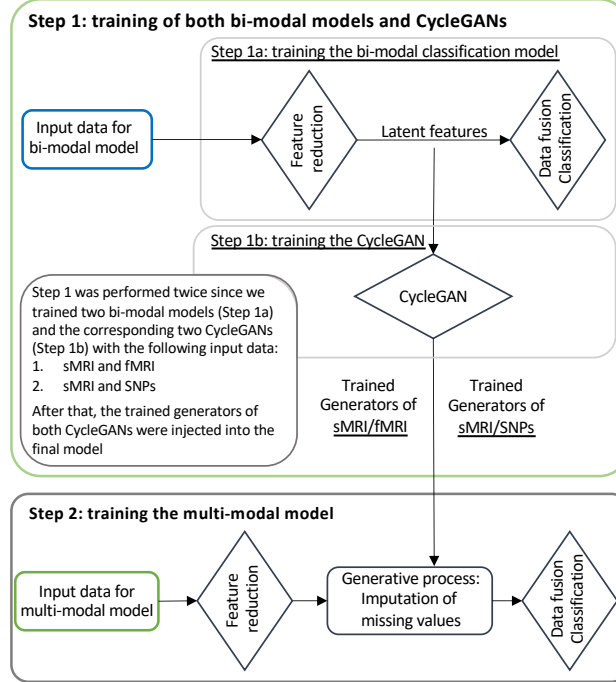 Step 1: training of both bi-modal models and CycleGANs
Step 1a: training the bi-modal classification model
Input data for
bi-modal model
Feature
reduction
Latent features
Data fusion
Classification
Step 1b: training the CycleGAN
CycleGAN
Step 1 was performed twice since we
trained two bi-modal models (Step 1a)
and the corresponding two CycleGANs
(Step 1b) with the following input data:
1. sMRI and fMRI
2. sMRI and SNPs
After that, the trained generators of
both CycleGANs were injected into the
final model
Trained
Generators of
sMRI/fMRI
Trained
Generators of
sMRI/SNPs
Step 2: training the multi-modal model
Input data for
multi-modal model
Feature
reduction
Generative process:
Imputation of
missing values
Data fusion
Classification